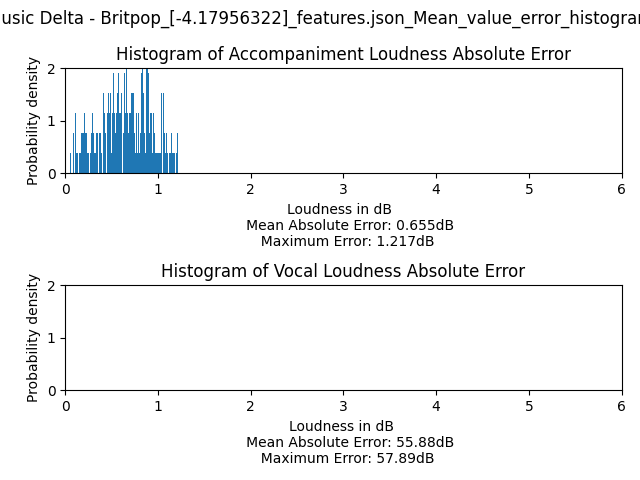 usic Delta - Britpop_[-4.17956322]_features.json_Mean_value_error_histogra
Histogram of Accompaniment Loudness Absolute Error
Probability density
2
1
0
0 1 2 3 4 5 6
Loudness in dB
Mean Absolute Error: 0.655dB
Maximum Error: 1.217dB
Histogram of Vocal Loudness Absolute Error
Probability density
2
1
0
0 1 2 3 4 5 6
Loudness in dB
Mean Absolute Error: 55.88dB
Maximum Error: 57.89dB